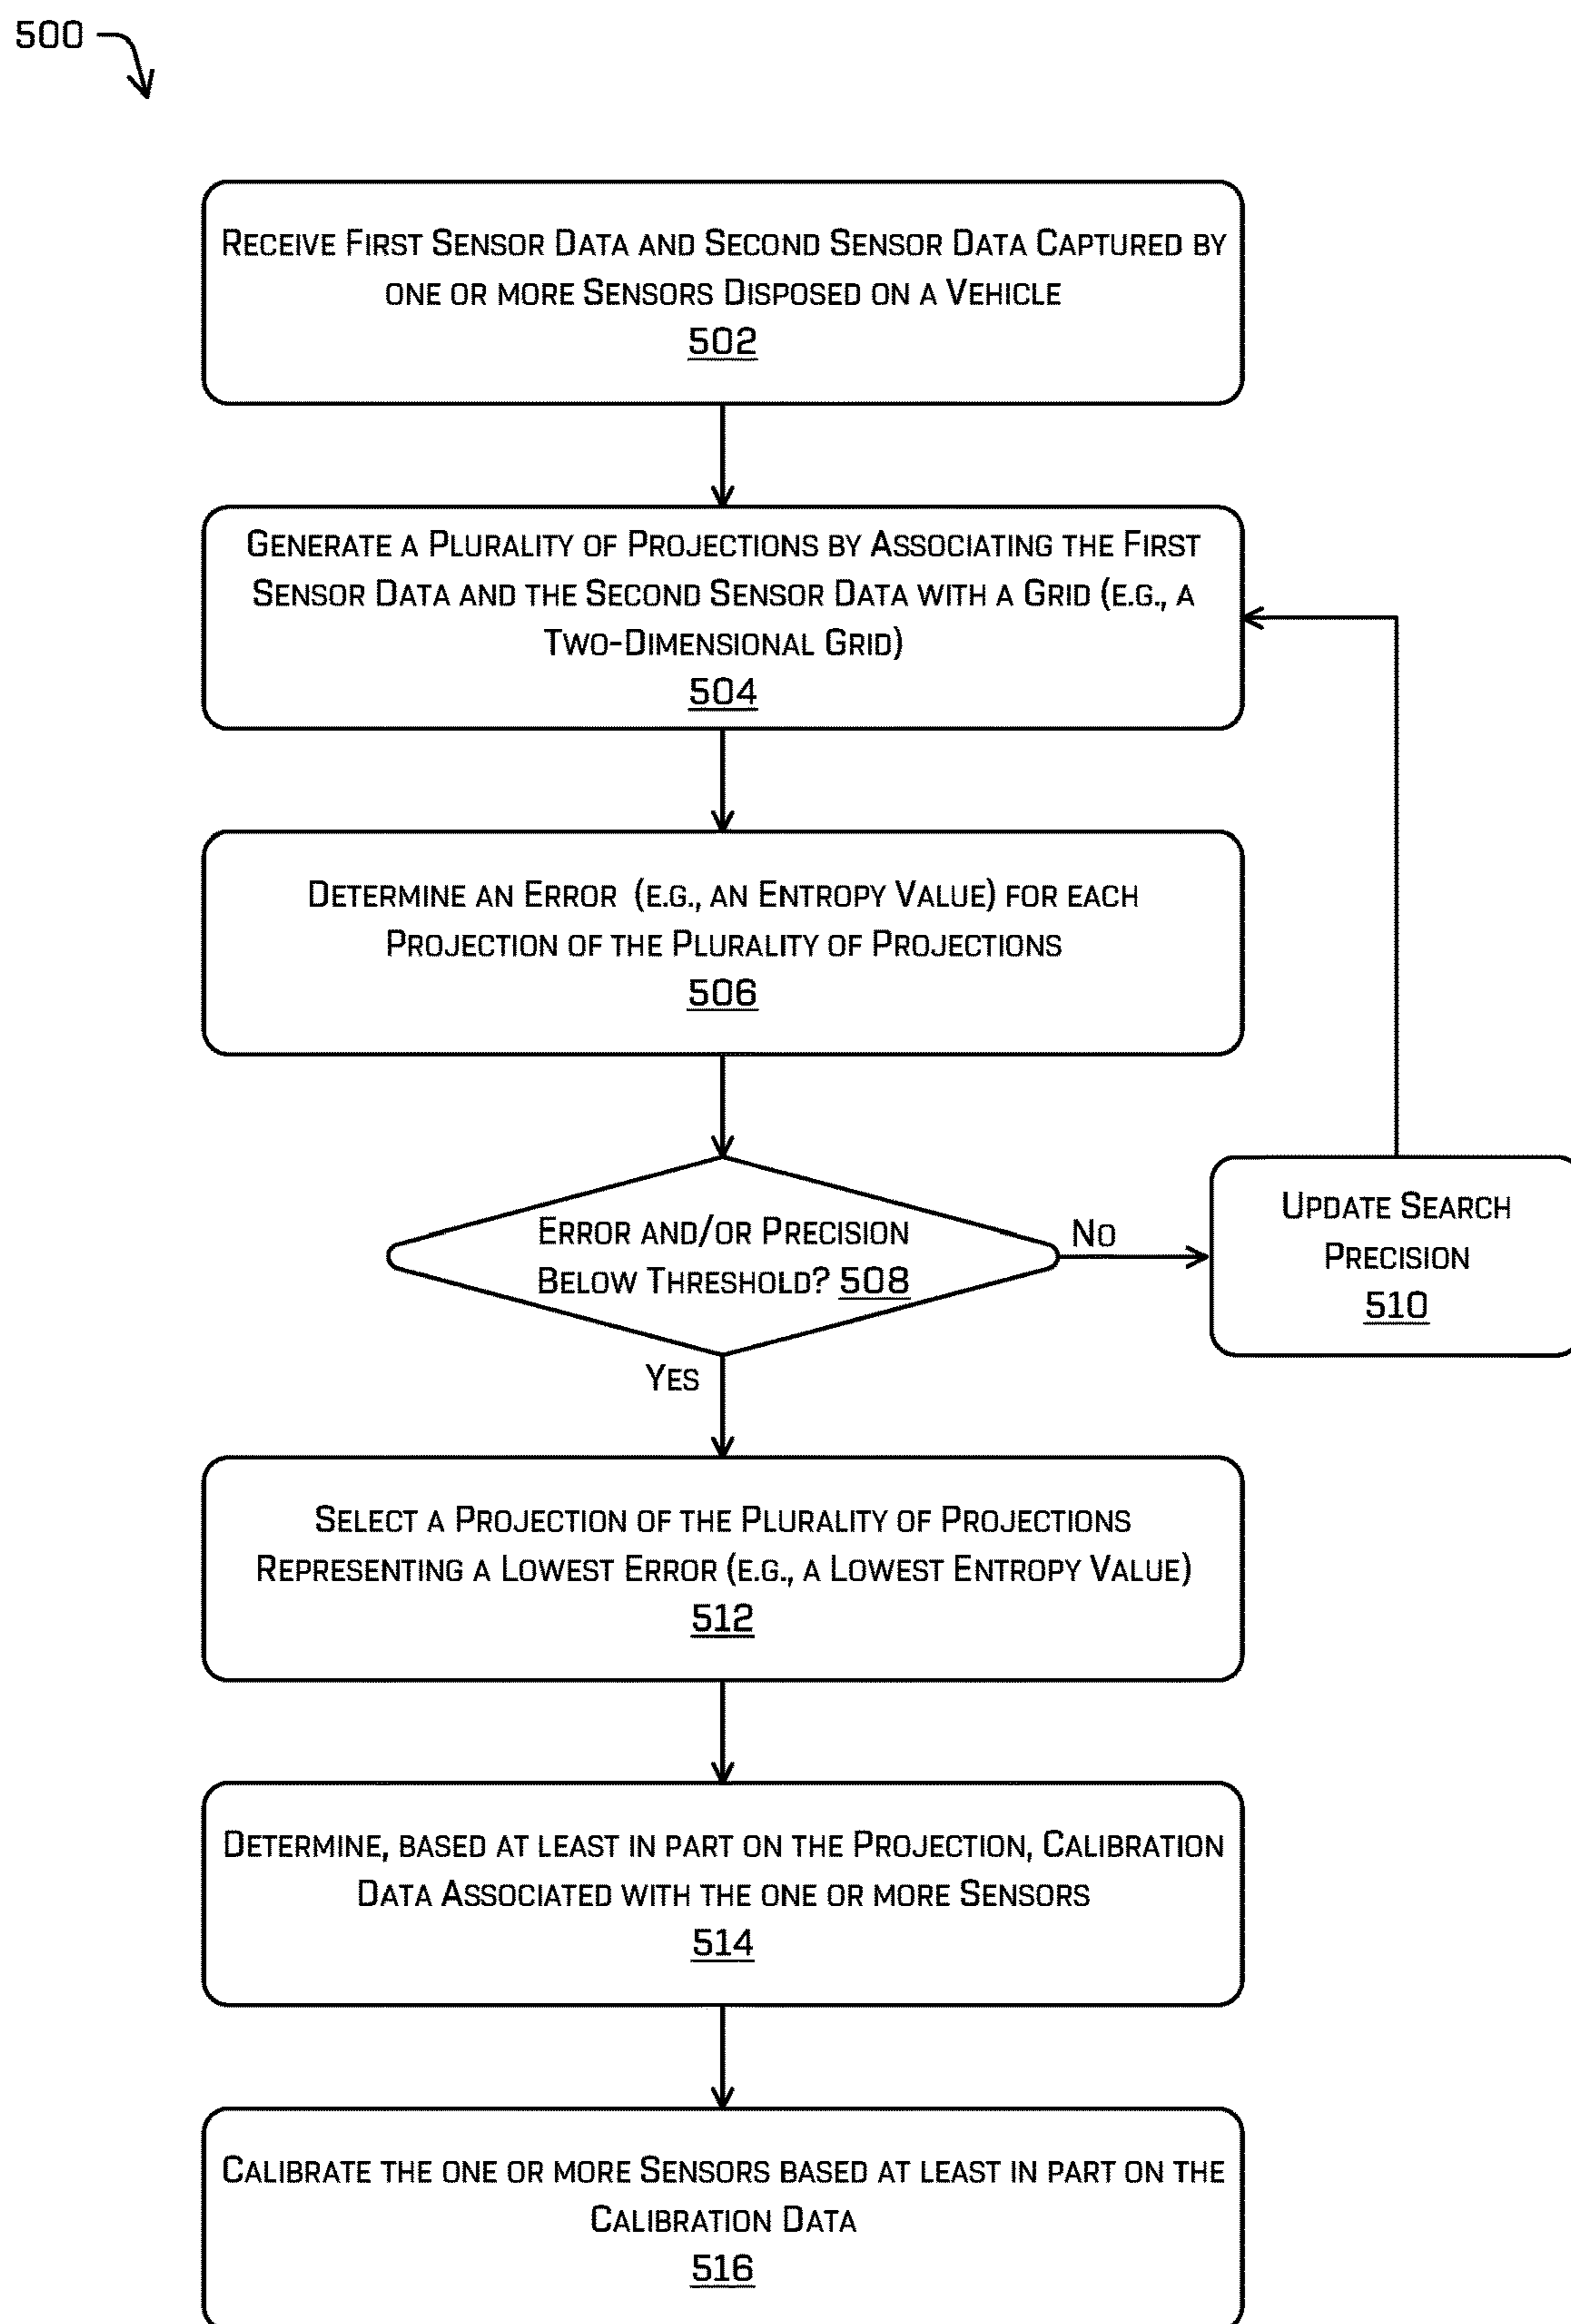 500
Receive First Sensor Data and Second Sensor Data Captured by
one or more Sensors Disposed on a Vehicle
502
Generate a Plurality of Projections by Associating the First
Sensor Data and the Second Sensor Data with a Grid (e.g., a
Two-Dimensional Grid)
504
Determine an Error (e.g., an Entropy Value) for each
Projection of the Plurality of Projections
506
Error and/or Precision
Below Threshold? 508
No
Update Search
Precision
510
Yes
Select a Projection of the Plurality of Projections
Representing a Lowest Error (e.g., a Lowest Entropy Value)
512
Determine, based at least in part on the Projection, Calibration
Data Associated with the one or more Sensors
514
Calibrate the one or more Sensors based at least in part on the
Calibration Data
516